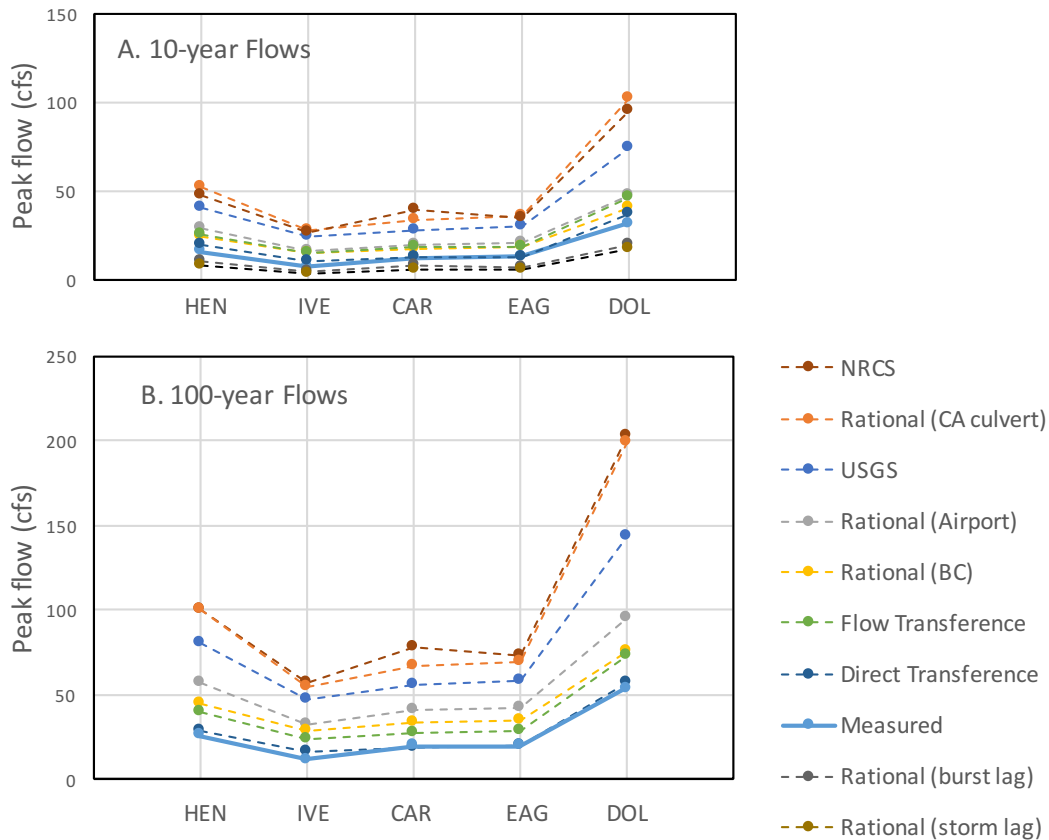 A. 10-year Flows
Peak flow (cfs)
150
100
50
0
HEN IVE CAR EAG DOL
B. 100-year Flows
Peak flow (cfs)
250
200
150
100
50
0
HEN IVE CAR EAG DOL
NRCS
Rational (CA culvert)
USGS
Rational (Airport)
Rational (BC)
Flow Transference
Direct Transference
Measured
Rational (burst lag)
Rational (storm lag)